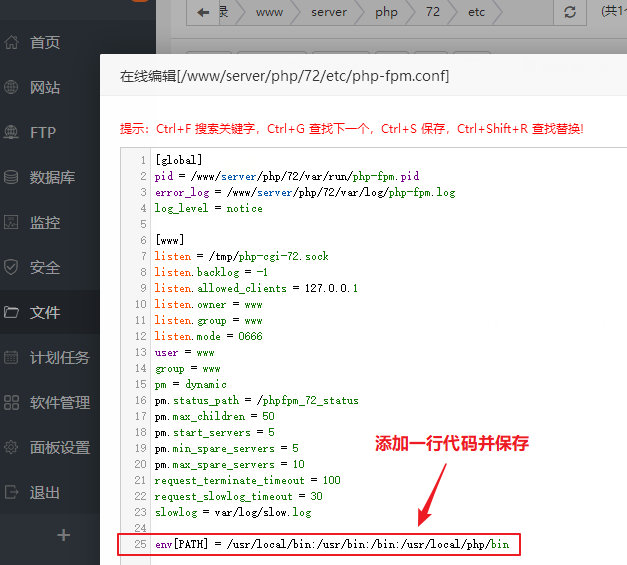 录 www server php 72 etc (共1
首页
网站
FTP
数据库
监控
安全
文件
计划任务
软件管理
面板设置
退出
在线编辑[/www/server/php/72/etc/php-fpm.conf]
提示：Ctrl+F 搜索关键字，Ctrl+G 查找下一个，Ctrl+S 保存，Ctrl+Shift+R 查找替换!
1 [global]
2 pid = /www/server/php/72/var/run/php-fpm.pid
3 error_log = /www/server/php/72/var/log/php-fpm.log
4 log_level = notice
5
6 [www]
7 listen = /tmp/php-cgi-72.sock
8 listen.backlog = -1
9 listen.allowed_clients = 127.0.0.1
10 listen.owner = www
11 listen.group = www
12 listen.mode = 0666
13 user = www
14 group = www
15 pm = dynamic
16 pm.status_path = /phpfpm_72_status
17 pm.max_children = 50
18 pm.start_servers = 5
19 pm.min_spare_servers = 5
20 pm.max_spare_servers = 10
21 request_terminate_timeout = 100
22 request_slowlog_timeout = 30
23 slowlog = var/log/slow.log
24
25 env[PATH] = /usr/local/bin:/usr/bin:/bin:/usr/local/php/bin
添加一行代码并保存